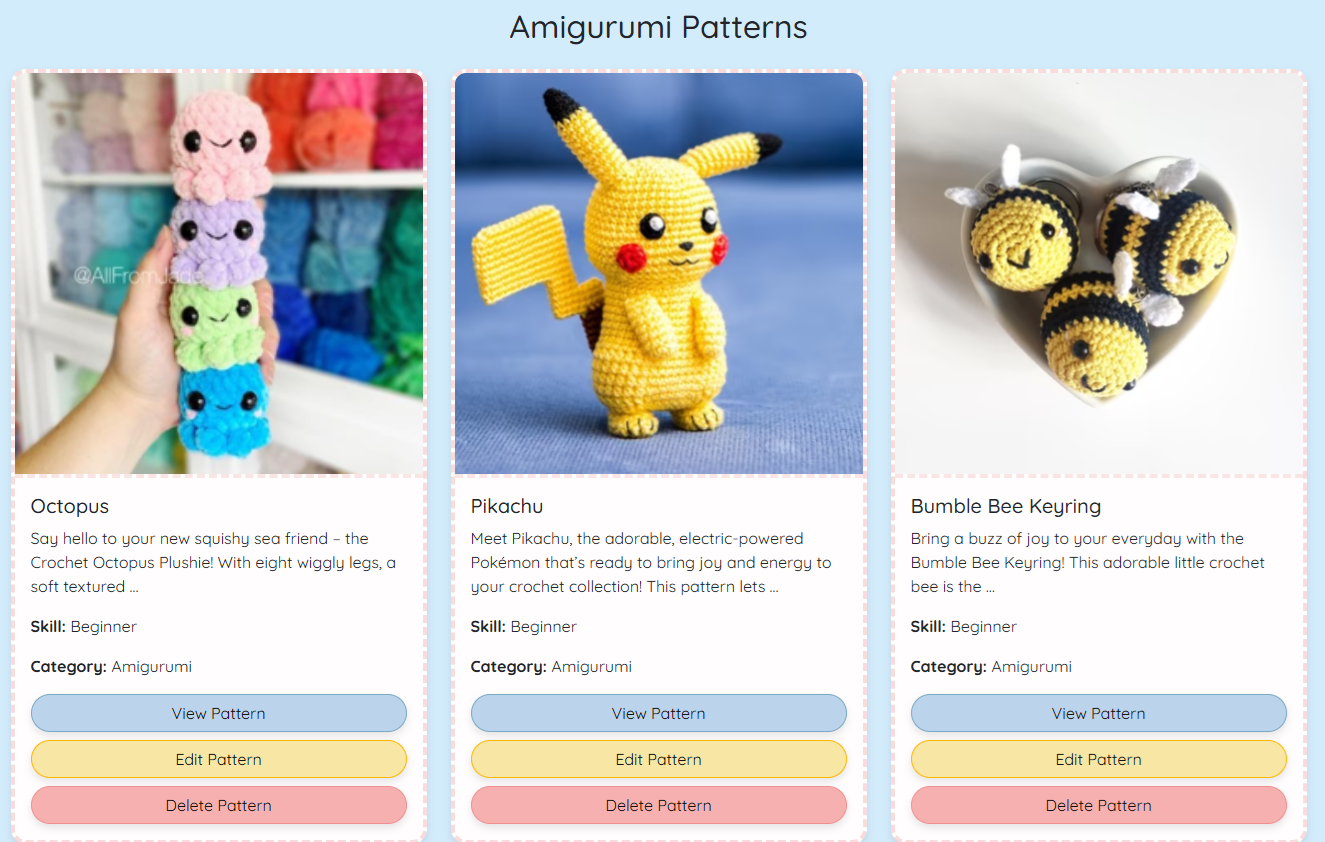 Amigurumi Patterns
@AllFromJade
Octopus
Say hello to your new squishy sea friend – the
Crochet Octopus Plushie! With eight wiggly legs, a
soft textured ...
Skill: Beginner
Category: Amigurumi
View Pattern
Edit Pattern
Delete Pattern
Pikachu
Meet Pikachu, the adorable, electric-powered
Pokémon that’s ready to bring joy and energy to
your crochet collection! This pattern lets ...
Skill: Beginner
Category: Amigurumi
View Pattern
Edit Pattern
Delete Pattern
Bumble Bee Keyring
Bring a buzz of joy to your everyday with the
Bumble Bee Keyring! This adorable little crochet
bee is the ...
Skill: Beginner
Category: Amigurumi
View Pattern
Edit Pattern
Delete Pattern